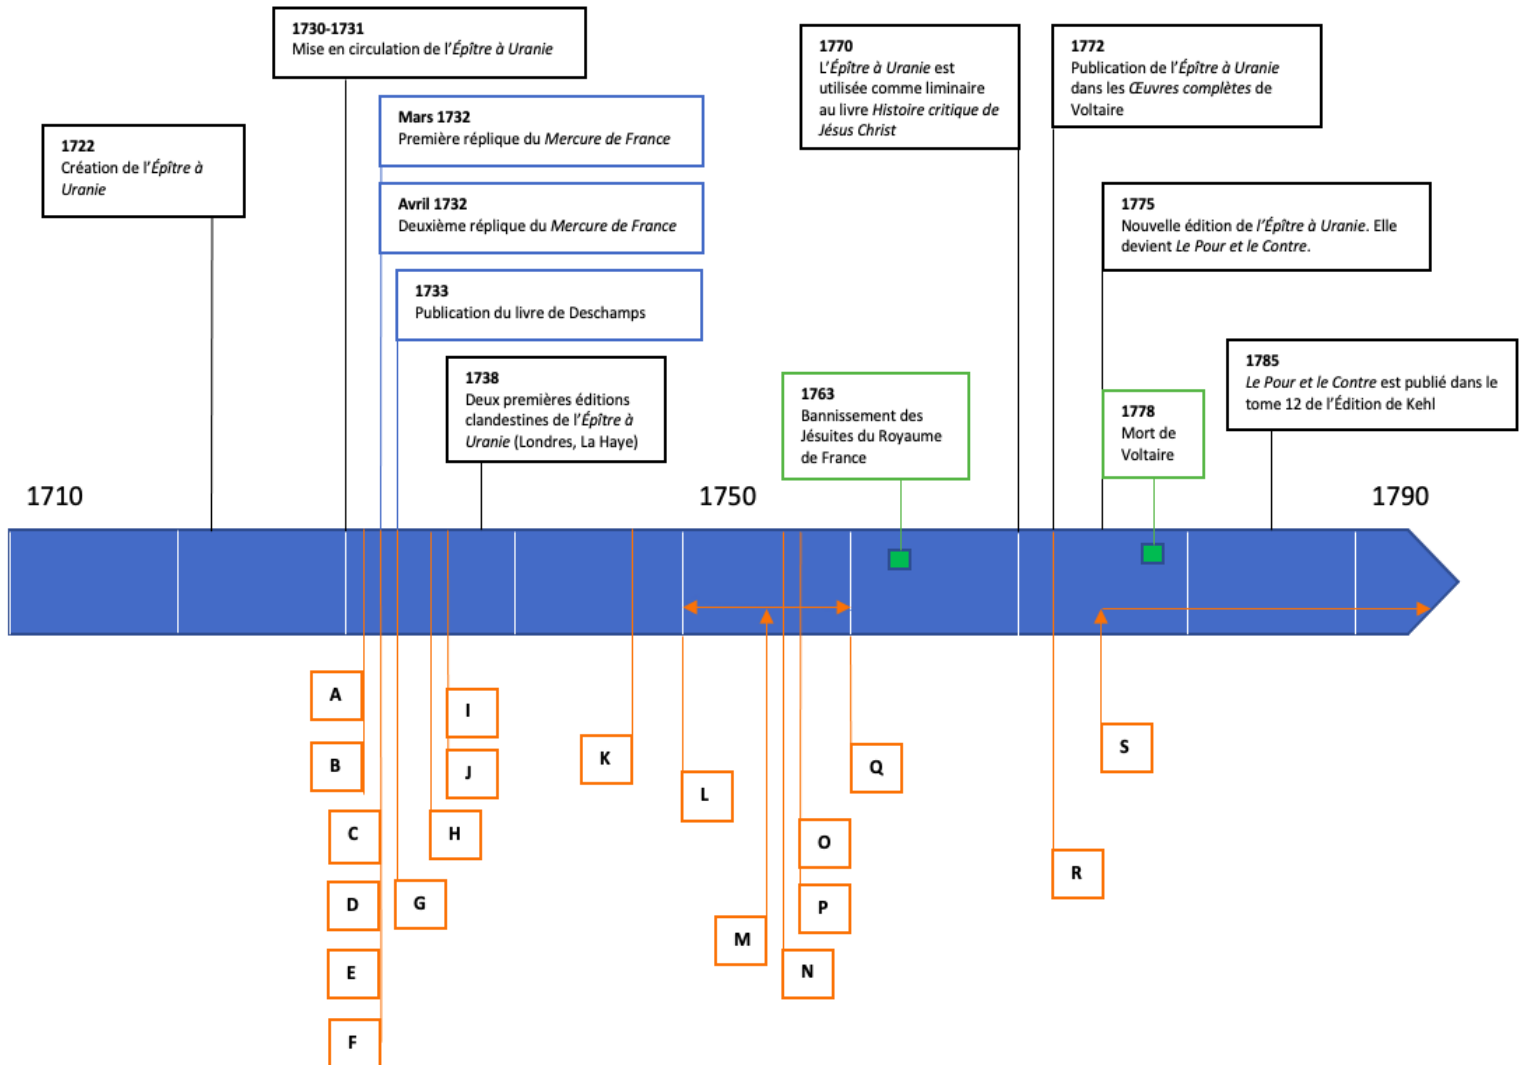 1730-1731
Mise en circulation de l’Épître à Uranie
1770
L’Épître à Uranie est
utilisée comme liminaire
au livre Histoire critique de
Jésus Christ
1772
Publication de l’Épître à Uranie
dans les Œuvres complètes de
Voltaire
Mars 1732
Première réplique du Mercure de France
1722
Création de l’Épître à
Uranie
Avril 1732
Deuxième réplique du Mercure de France
1775
Nouvelle édition de l’Épître à Uranie. Elle
devient Le Pour et le Contre.
1733
Publication du livre de Deschamps
1738
Deux premières éditions
clandestines de l’Épître à
Uranie (Londres, La Haye)
1763
Bannissement des
Jésuites du Royaume
de France
1778
Mort de
Voltaire
1785
Le Pour et le Contre est publié dans le
tome 12 de l’Édition de Kehl
1710
1750
1790
A
B
C
D
E
F
G
H
I
J
K
L
M
N
O
P
Q
R
S